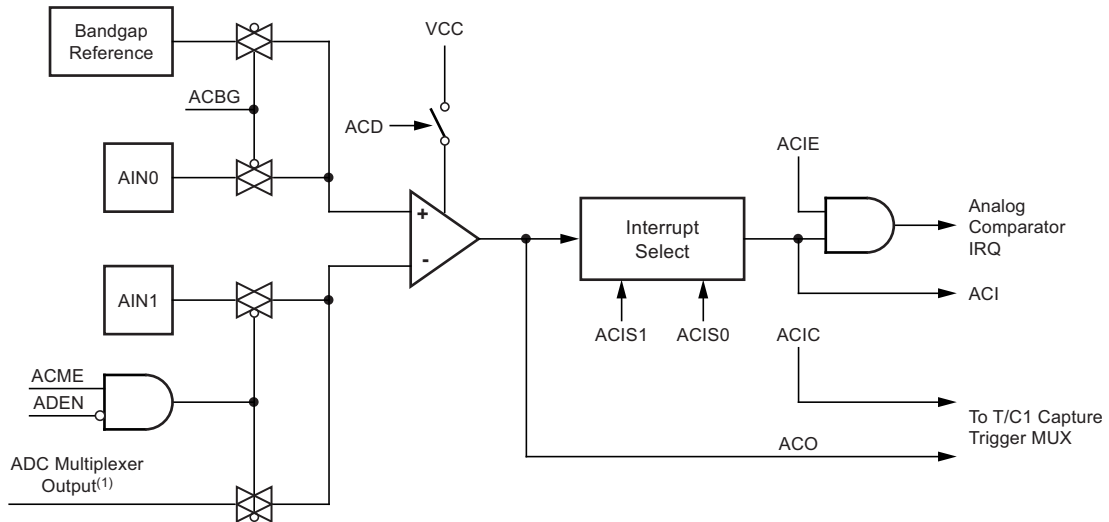 Bandgap
Reference
VCC
ACBG
ACD
ACIE
AIN0
+
Interrupt
Select
Analog
Comparator
IRQ
-
AIN1
ACI
ACIS1
ACIS0
ACIC
ACME
ADEN
To T/C1 Capture
Trigger MUX
ACO
ADC Multiplexer
Output(1)